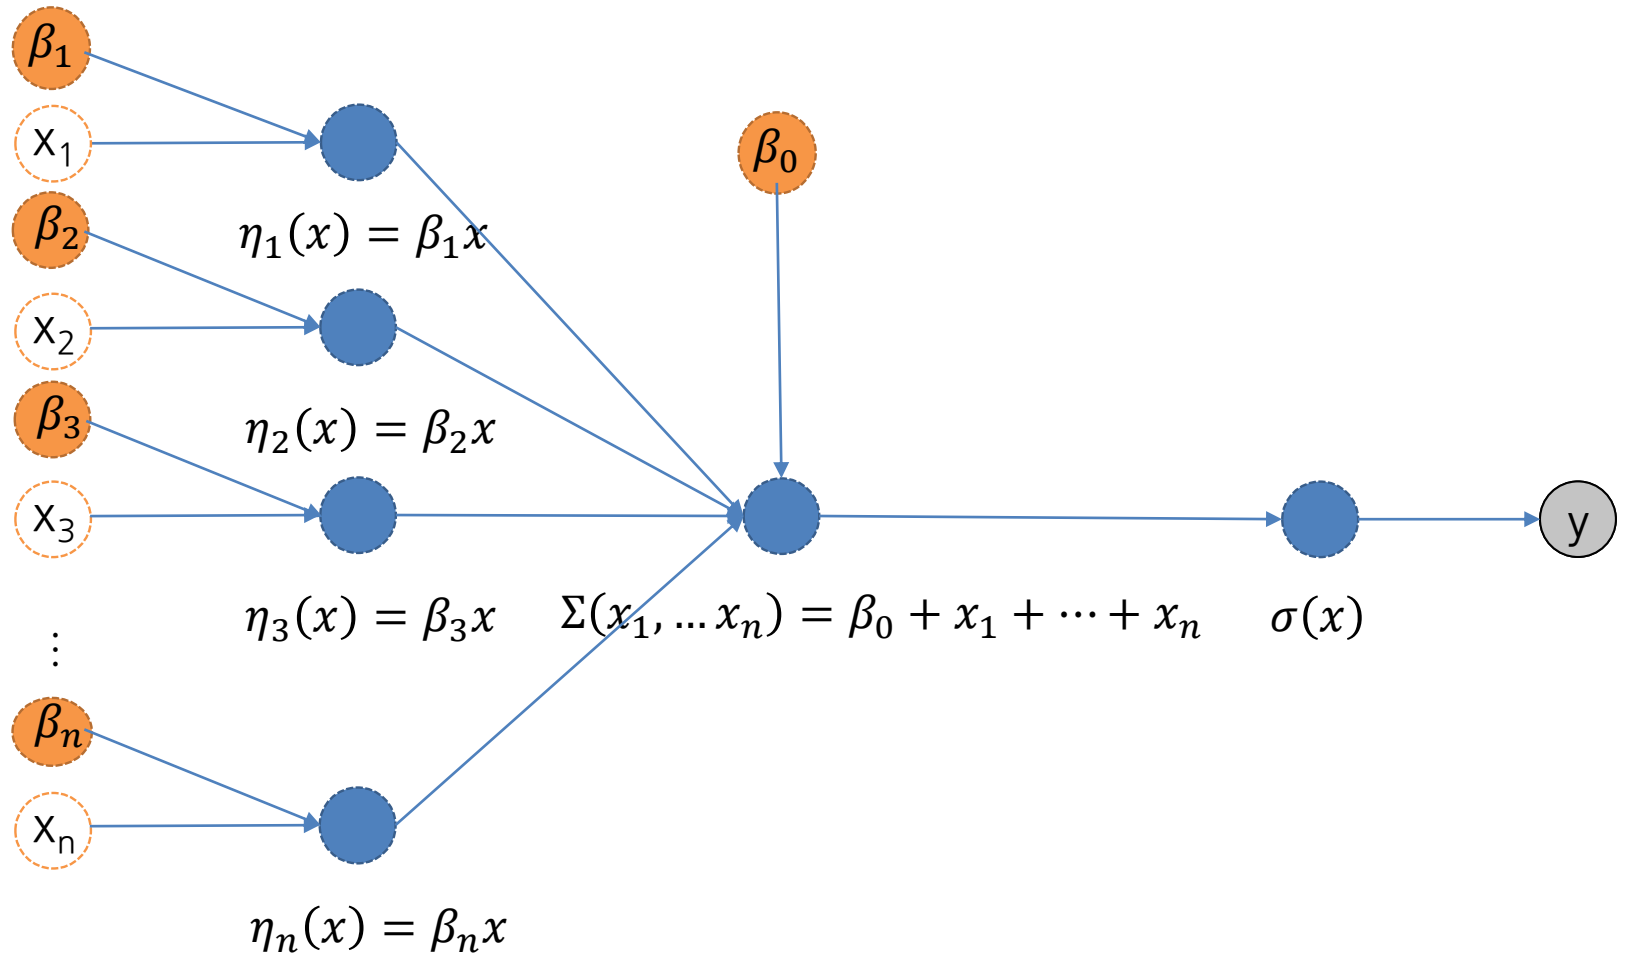 β₁
x₁
β₀
β₂
η₁(x) = β₁x
x₂
β₃
η₂(x) = β₂x
x₃
y
η₃(x) = β₃x
Σ(x₁, … xₙ) = β₀ + x₁ + ⋯ + xₙ
σ(x)
⋮
βₙ
xₙ
ηₙ(x) = βₙx